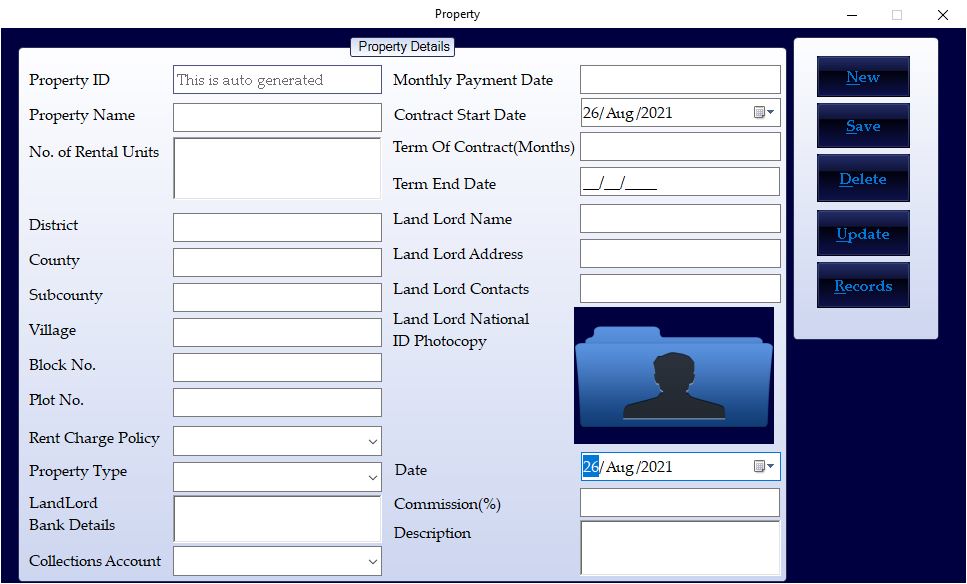 Property
Property Details
Property ID
This is auto generated
Property Name
No. of Rental Units
District
County
Subcounty
Village
Block No.
Plot No.
Rent Charge Policy
Property Type
LandLord
Bank Details
Collections Account
Monthly Payment Date
Contract Start Date
26/Aug/2021
Term Of Contract(Months)
Term End Date
__/__/____
Land Lord Name
Land Lord Address
Land Lord Contacts
Land Lord National
ID Photocopy
Date
26/Aug/2021
Commission(%)
Description
New
Save
Delete
Update
Records